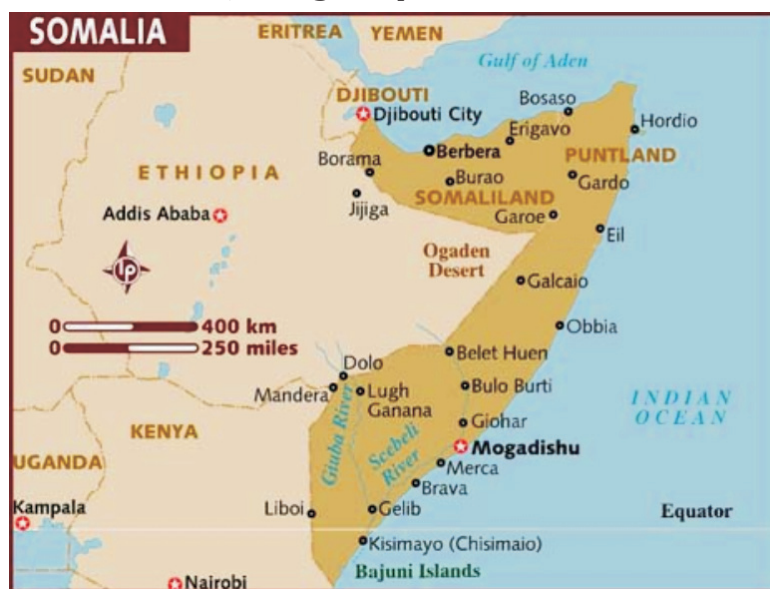 SOMALIA
ERITREA
YEMEN
SUDAN
Gulf of Aden
DJIBOUTI
Djibouti City
Bosaso
Hordio
Erigavo
Berbera
PUNTLAND
Borama
ETHIOPIA
Burao
Gardo
SOMALILAND
Jijiga
Garoe
Addis Ababa
Eil
Ogaden
Desert
lp
Galcaio
0 400 km
0 250 miles
Obbia
Belet Huen
Dolo
Mandera
Lugh
Ganana
Bulo Burti
INDIAN
OCEAN
Giuba River
KENYA
Giohar
Scebeli
River
Mogadishu
UGANDA
Merca
Brava
Kampala
Liboi
Gelib
Equator
Kisimayo (Chisimaio)
Bajuni Islands
Nairobi